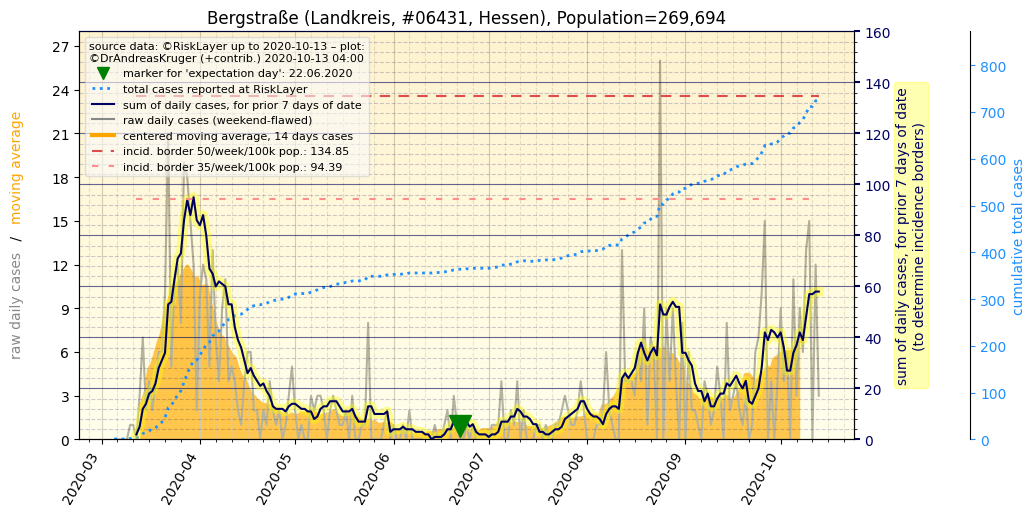 Bergstraße (Landkreis, #06431, Hessen), Population=269,694
source data: ©RiskLayer up to 2020-10-13 – plot:
©DrAndreasKruger (+contrib.) 2020-10-13 04:00
marker for 'expectation day': 22.06.2020
total cases reported at RiskLayer
sum of daily cases, for prior 7 days of date
raw daily cases (weekend-flawed)
centered moving average, 14 days cases
incid. border 50/week/100k pop.: 134.85
incid. border 35/week/100k pop.: 94.39
raw daily cases / moving average
27
24
21
18
15
12
9
6
3
0
2020-03
2020-04
2020-05
2020-06
2020-07
2020-08
2020-09
2020-10
160
140
120
100
80
60
40
20
0
sum of daily cases, for prior 7 days of date
(to determine incidence borders)
800
700
600
500
400
300
200
100
0
cumulative total cases